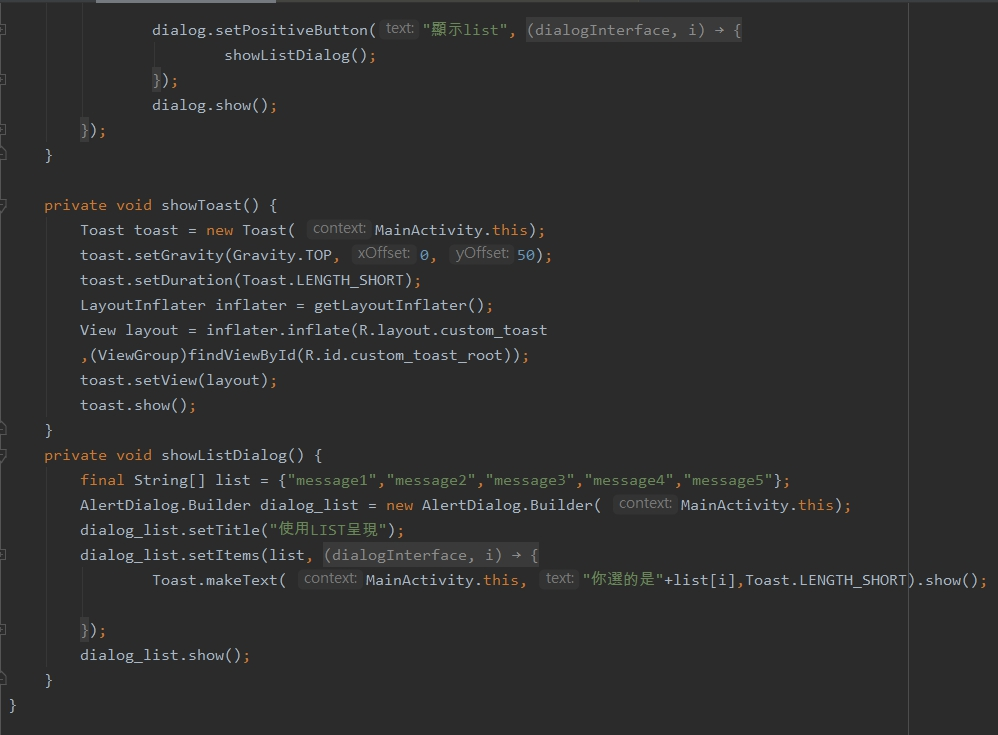 dialog.setPositiveButton( text: "顯示list", (dialogInterface, i) → {
showListDialog();
});
dialog.show();
});
}
private void showToast() {
Toast toast = new Toast( context: MainActivity.this);
toast.setGravity(Gravity.TOP, xOffset: 0, yOffset: 50);
toast.setDuration(Toast.LENGTH_SHORT);
LayoutInflater inflater = getLayoutInflater();
View layout = inflater.inflate(R.layout.custom_toast
,(ViewGroup)findViewById(R.id.custom_toast_root));
toast.setView(layout);
toast.show();
}
private void showListDialog() {
final String[] list = {"message1","message2","message3","message4","message5"};
AlertDialog.Builder dialog_list = new AlertDialog.Builder( context: MainActivity.this);
dialog_list.setTitle("使用LIST呈現");
dialog_list.setItems(list, (dialogInterface, i) → {
Toast.makeText( context: MainActivity.this, text: "你選的是"+list[i],Toast.LENGTH_SHORT).show();
});
dialog_list.show();
}
}